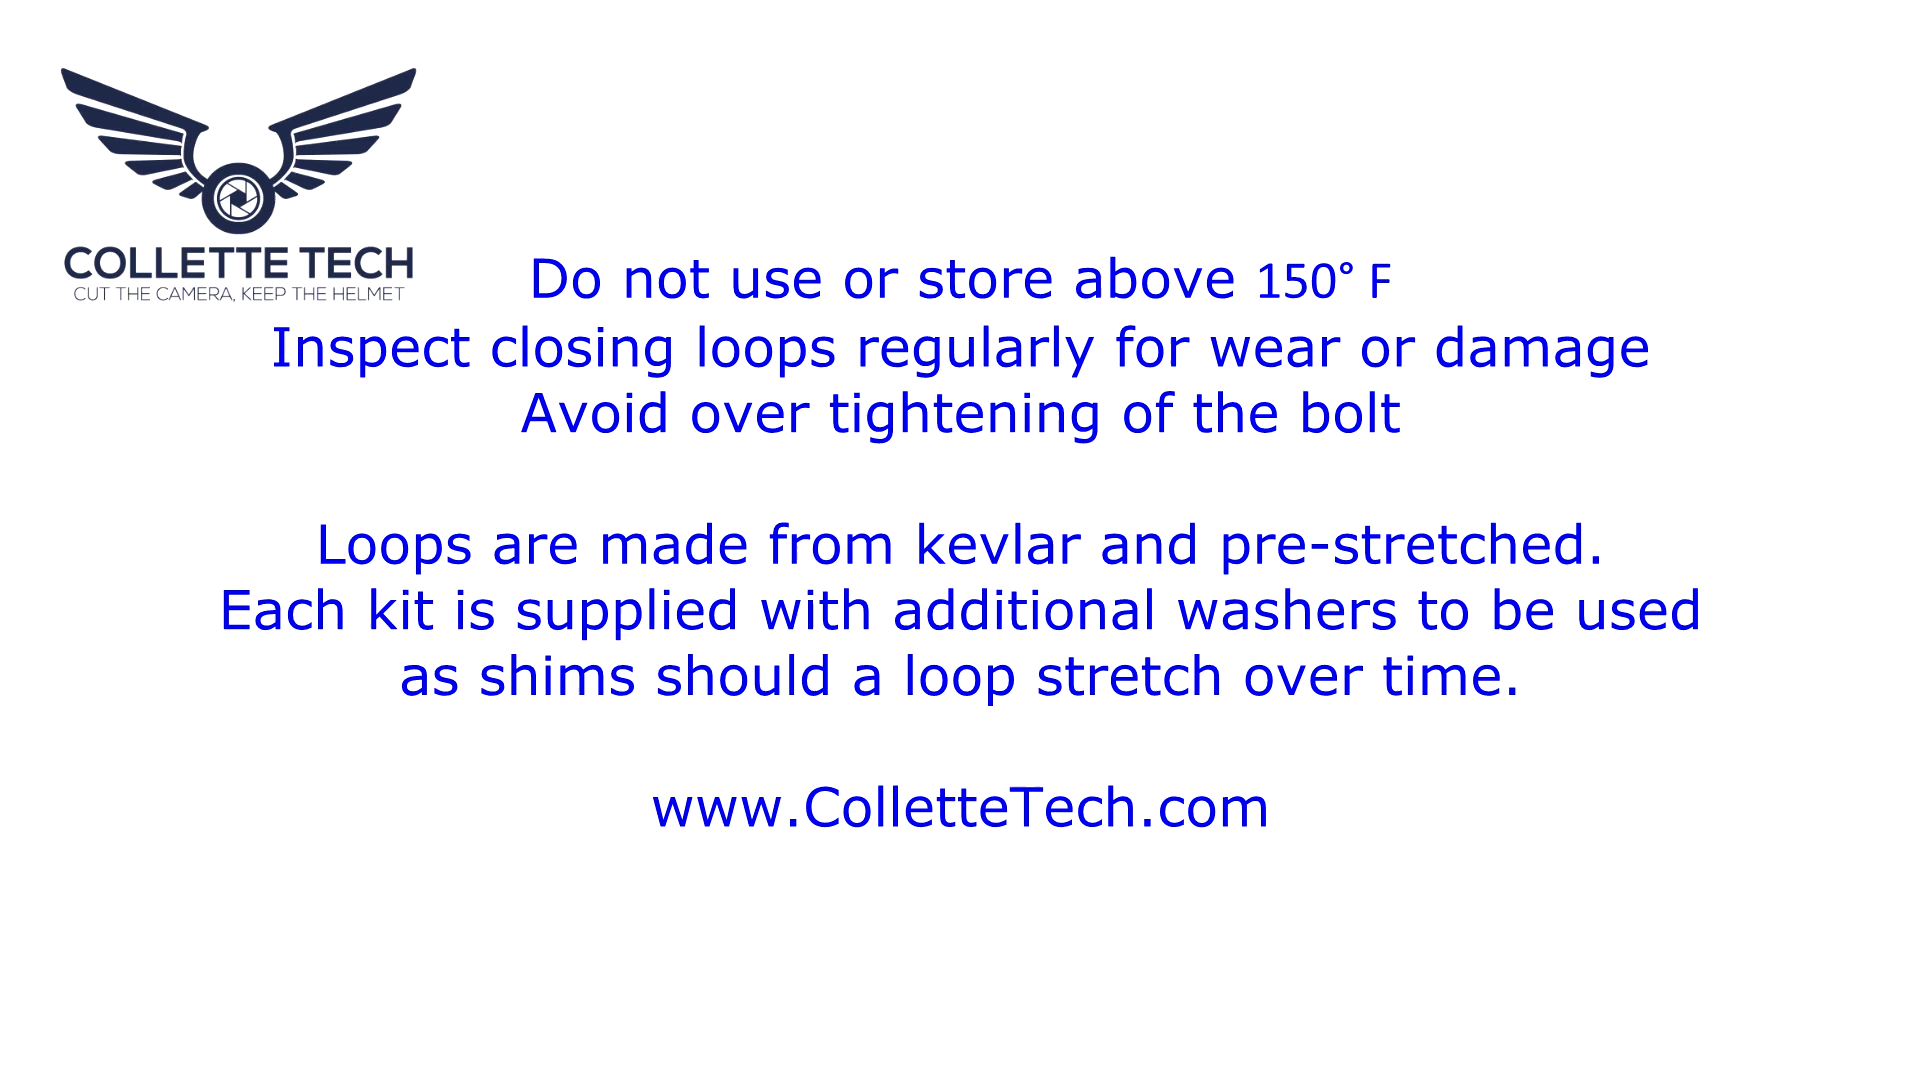 COLLETTE TECH
CUT THE CAMERA, KEEP THE HELMET
Do not use or store above 150° F
Inspect closing loops regularly for wear or damage
Avoid over tightening of the bolt
Loops are made from kevlar and pre-stretched.
Each kit is supplied with additional washers to be used
as shims should a loop stretch over time.
www.ColletteTech.com